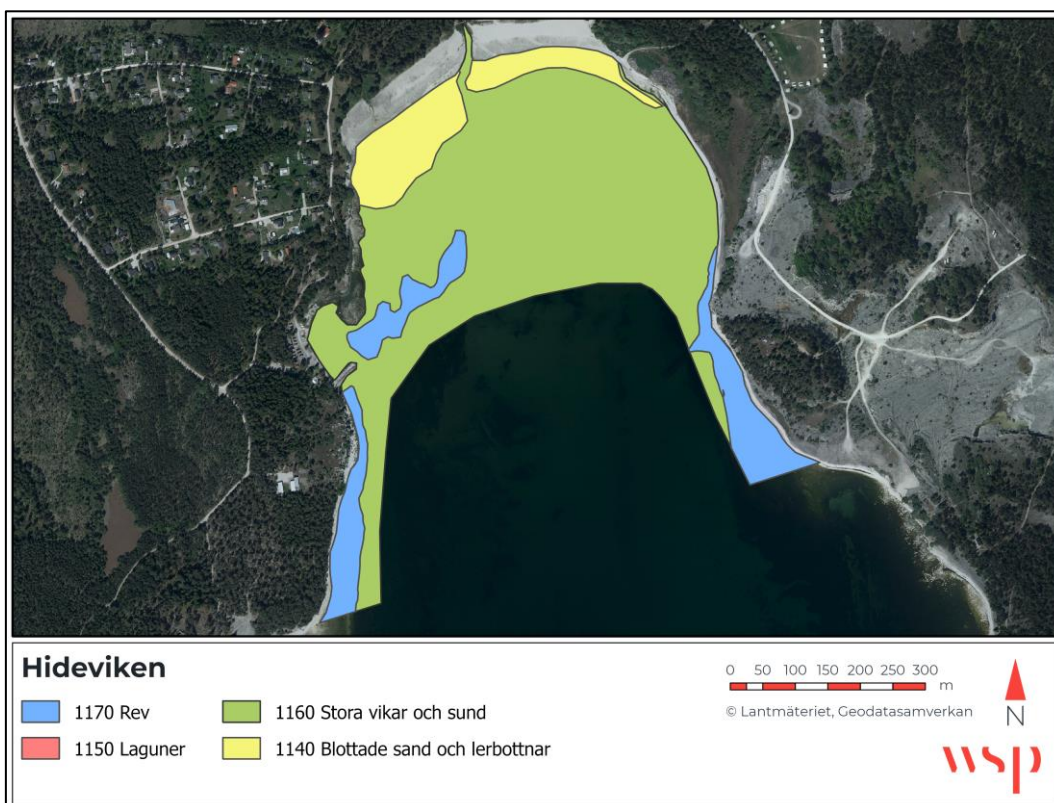 Hideviken
1170 Rev
1160 Stora vikar och sund
1150 Laguner
1140 Blottade sand och lerbottnar
0 50 100 150 200 250 300
m
© Lantmäteriet, Geodatasamverkan
N
wsp